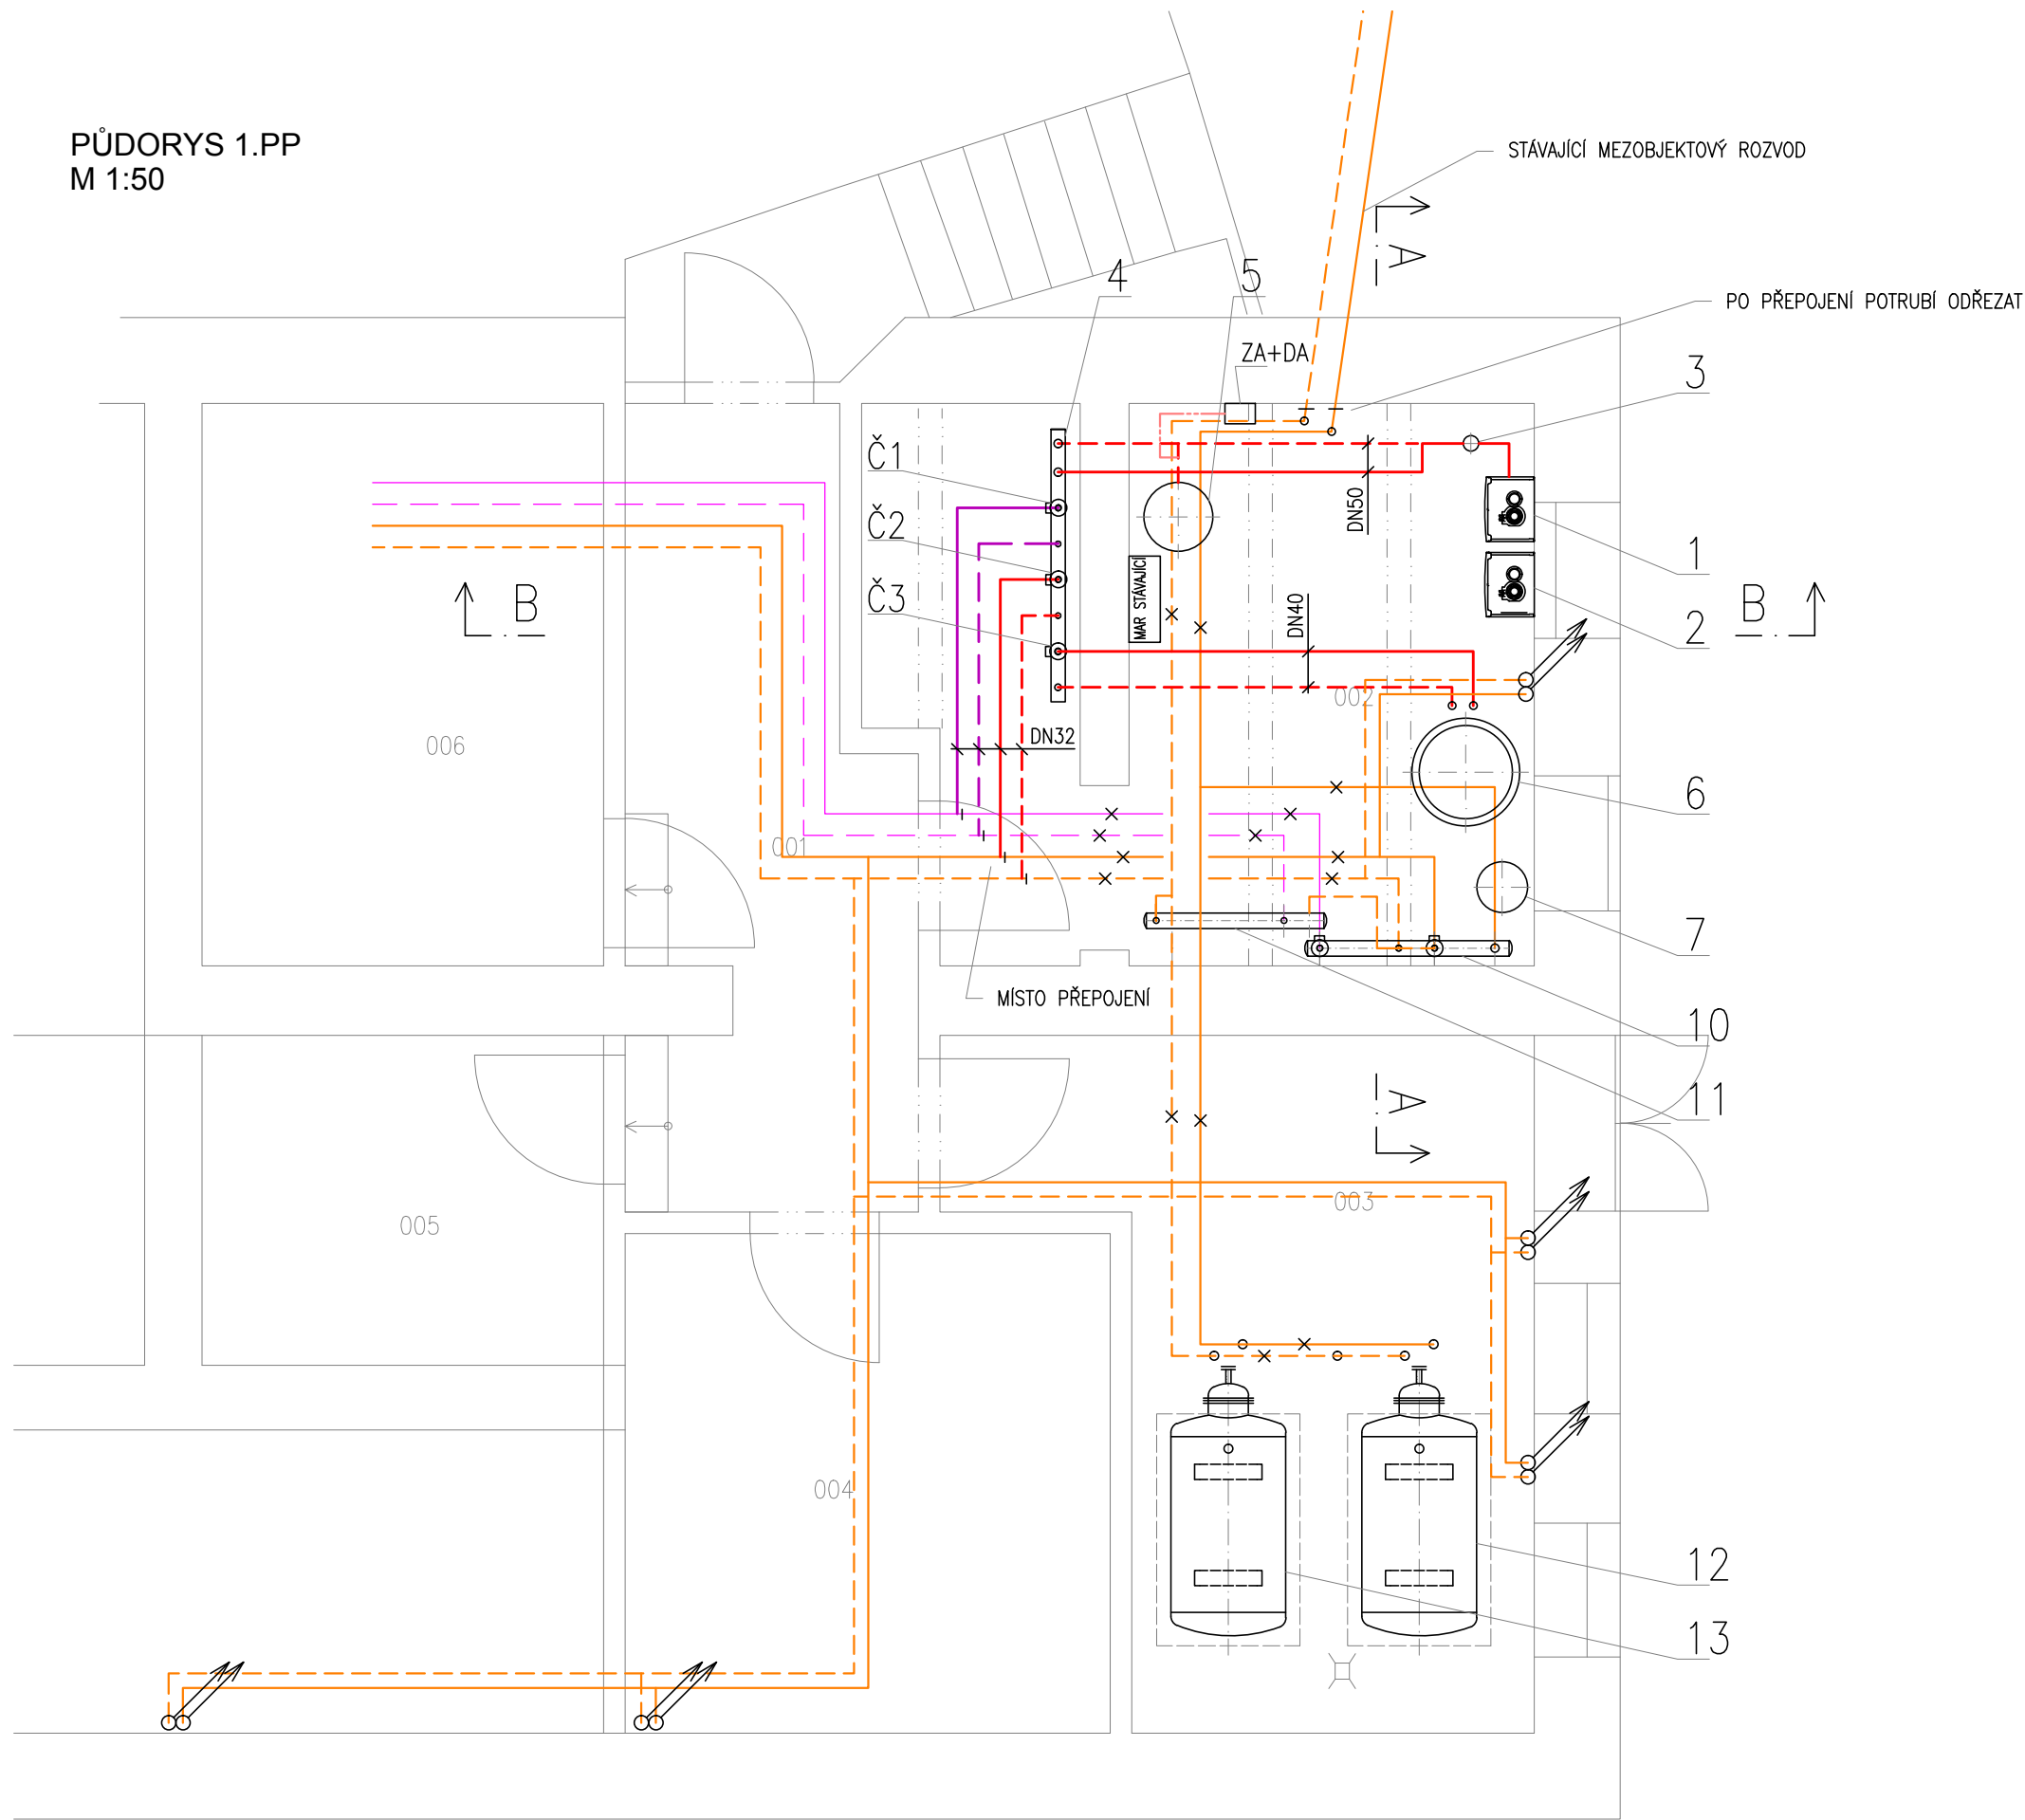 PŮDORYS 1.PP
M 1:50
STÁVAJÍCÍ MEZOBJEKTOVÝ ROZVOD
A
4
5
PO PŘEPOJENÍ POTRUBÍ ODŘEZAT
ZA+DA
3
Č1
DN50
Č2
1
MAR STÁVAJÍCÍ
Č3
DN40
B
B
2
002
006
DN32
6
001
7
MÍSTO PŘEPOJENÍ
10
A
11
003
005
004
12
13